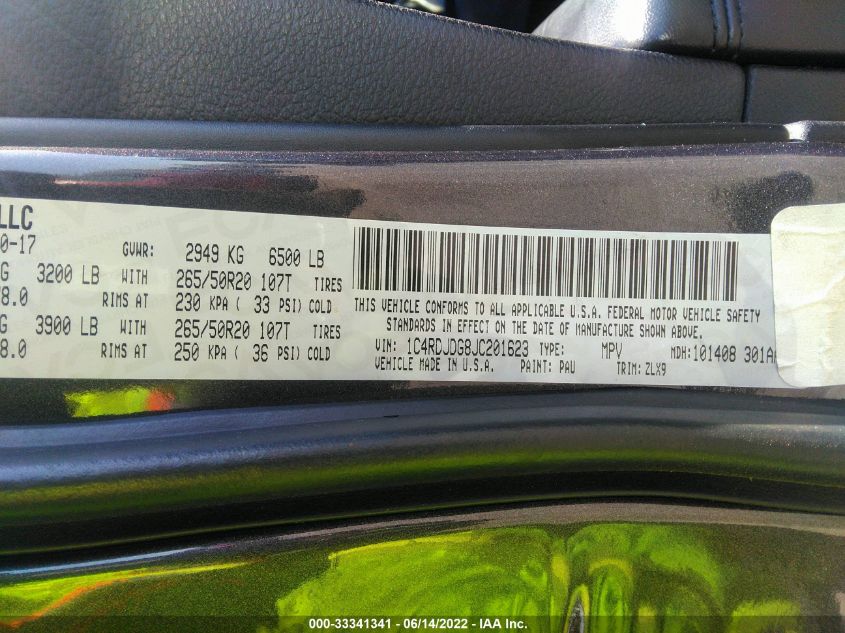 LLC
0-17
GVWR: 2949 KG 6500 LB
G 3200 LB WITH 265/50R20 107T TIRES
8.0 RIMS AT 230 KPA ( 33 PSI) COLD
G 3900 LB WITH 265/50R20 107T TIRES
8.0 RIMS AT 250 KPA ( 36 PSI) COLD
THIS VEHICLE CONFORMS TO ALL APPLICABLE U.S.A. FEDERAL MOTOR VEHICLE SAFETY
STANDARDS IN EFFECT ON THE DATE OF MANUFACTURE SHOWN ABOVE.
VIN: 1C4RDJDG8JC201623 TYPE: MPV MDH:101408 301A
VEHICLE MADE IN U.S.A. PAINT: PAU TRIM: ZLX9
000-33341341 - 06/14/2022 - IAA Inc.